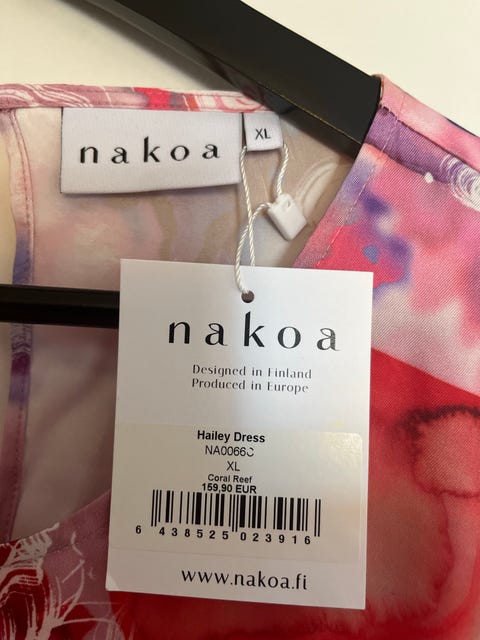 nakoa
XL
nakoa
Designed in Finland
Produced in Europe
Hailey Dress
XL
Coral Reef
159,90 EUR
6 438525 023916
www.nakoa.fi